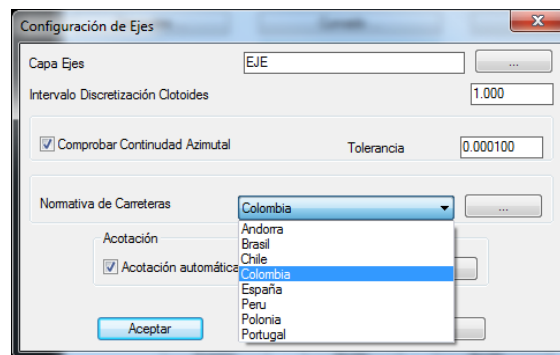 Configuración de Ejes
x
Capa Ejes EJE ...
Intervalo Discretización Clotoides 1.000
Comprobar Continudad Azimutal Tolerancia 0.000100
Normativa de Carreteras Colombia ...
Andorra
Brasil
Chile
Colombia
España
Peru
Polonia
Portugal
Acotación
Acotación automática
Aceptar